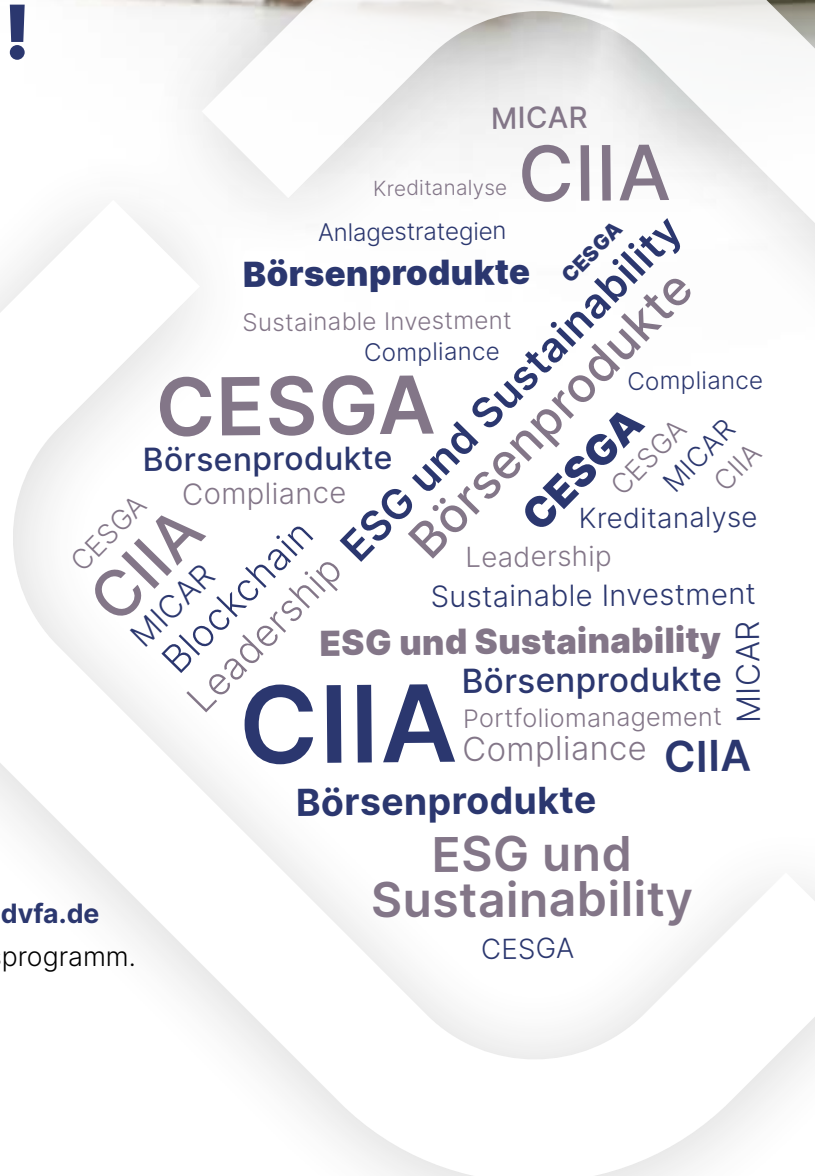 !
MICAR
CIIA
Kreditanalyse
Anlagestrategien
CESGA
Börsenprodukte
ESG und Sustainability
Börsenprodukte
Sustainable Investment
Compliance
CESGA
Compliance
Börsenprodukte
Compliance
CESGA
CESGA
MICAR
CIIA
CESGA
CIIA
MICAR
Blockchain
Leadership
Kreditanalyse
Leadership
Sustainable Investment
ESG und Sustainability
MICAR
Börsenprodukte
CIIA
Portfoliomanagement
Compliance
CIIA
Börsenprodukte
ESG und
Sustainability
dvfa.de
CESGA
programm.